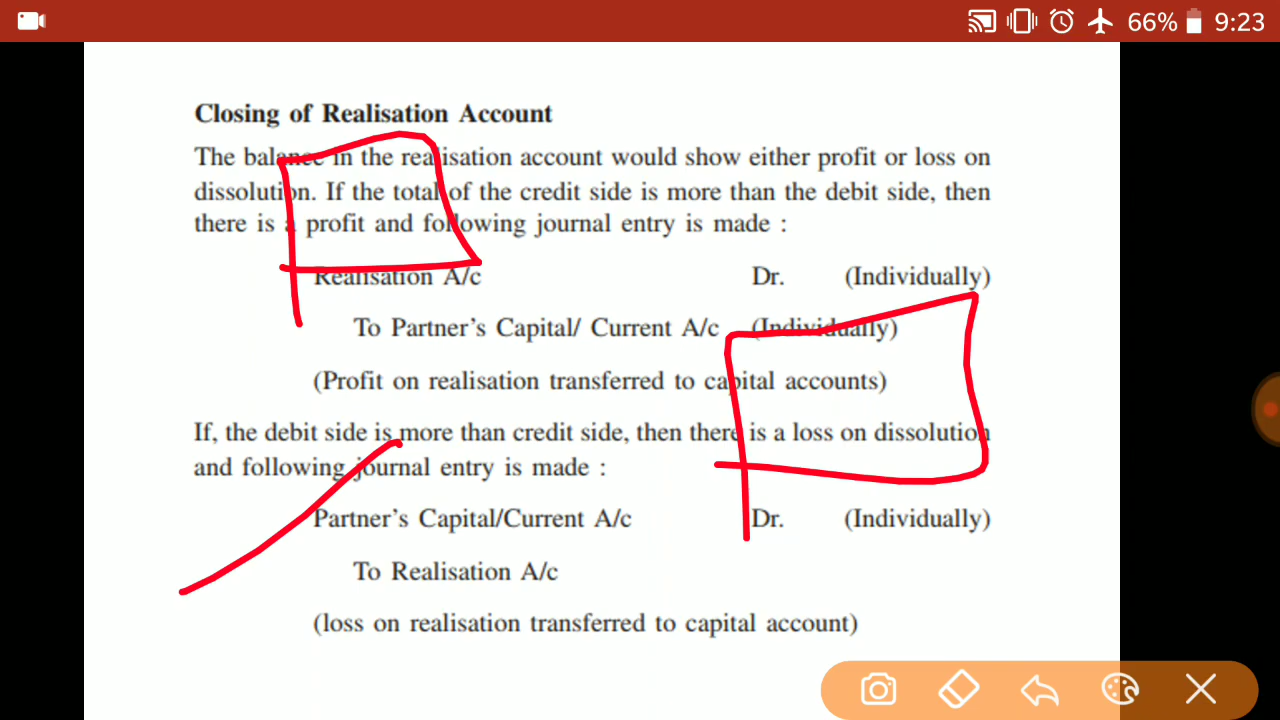 66% 9:23
Closing of Realisation Account
The balance in the realisation account would show either profit or loss on
dissolution. If the total of the credit side is more than the debit side, then
there is a profit and following journal entry is made :
Realisation A/c Dr. (Individually)
To Partner's Capital/ Current A/c (Individually)
(Profit on realisation transferred to capital accounts)
If, the debit side is more than credit side, then there is a loss on dissolution
and following journal entry is made :
Partner's Capital/Current A/c Dr. (Individually)
To Realisation A/c
(loss on realisation transferred to capital account)